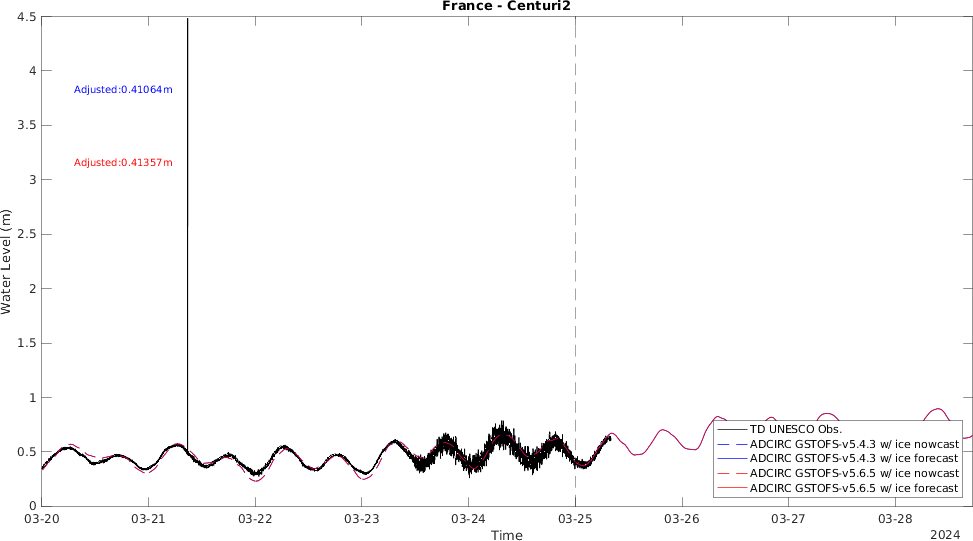 France - Centuri2
4.5
4
3.5
3
2.5
2
1.5
1
0.5
0
Water Level (m)
Adjusted:0.41064m
Adjusted:0.41357m
TD UNESCO Obs.
ADCIRC GSTOFS-v5.4.3 w/ ice nowcast
ADCIRC GSTOFS-v5.4.3 w/ ice forecast
ADCIRC GSTOFS-v5.6.5 w/ ice nowcast
ADCIRC GSTOFS-v5.6.5 w/ ice forecast
03-20 03-21 03-22 03-23 03-24 03-25 03-26 03-27 03-28
Time
2024